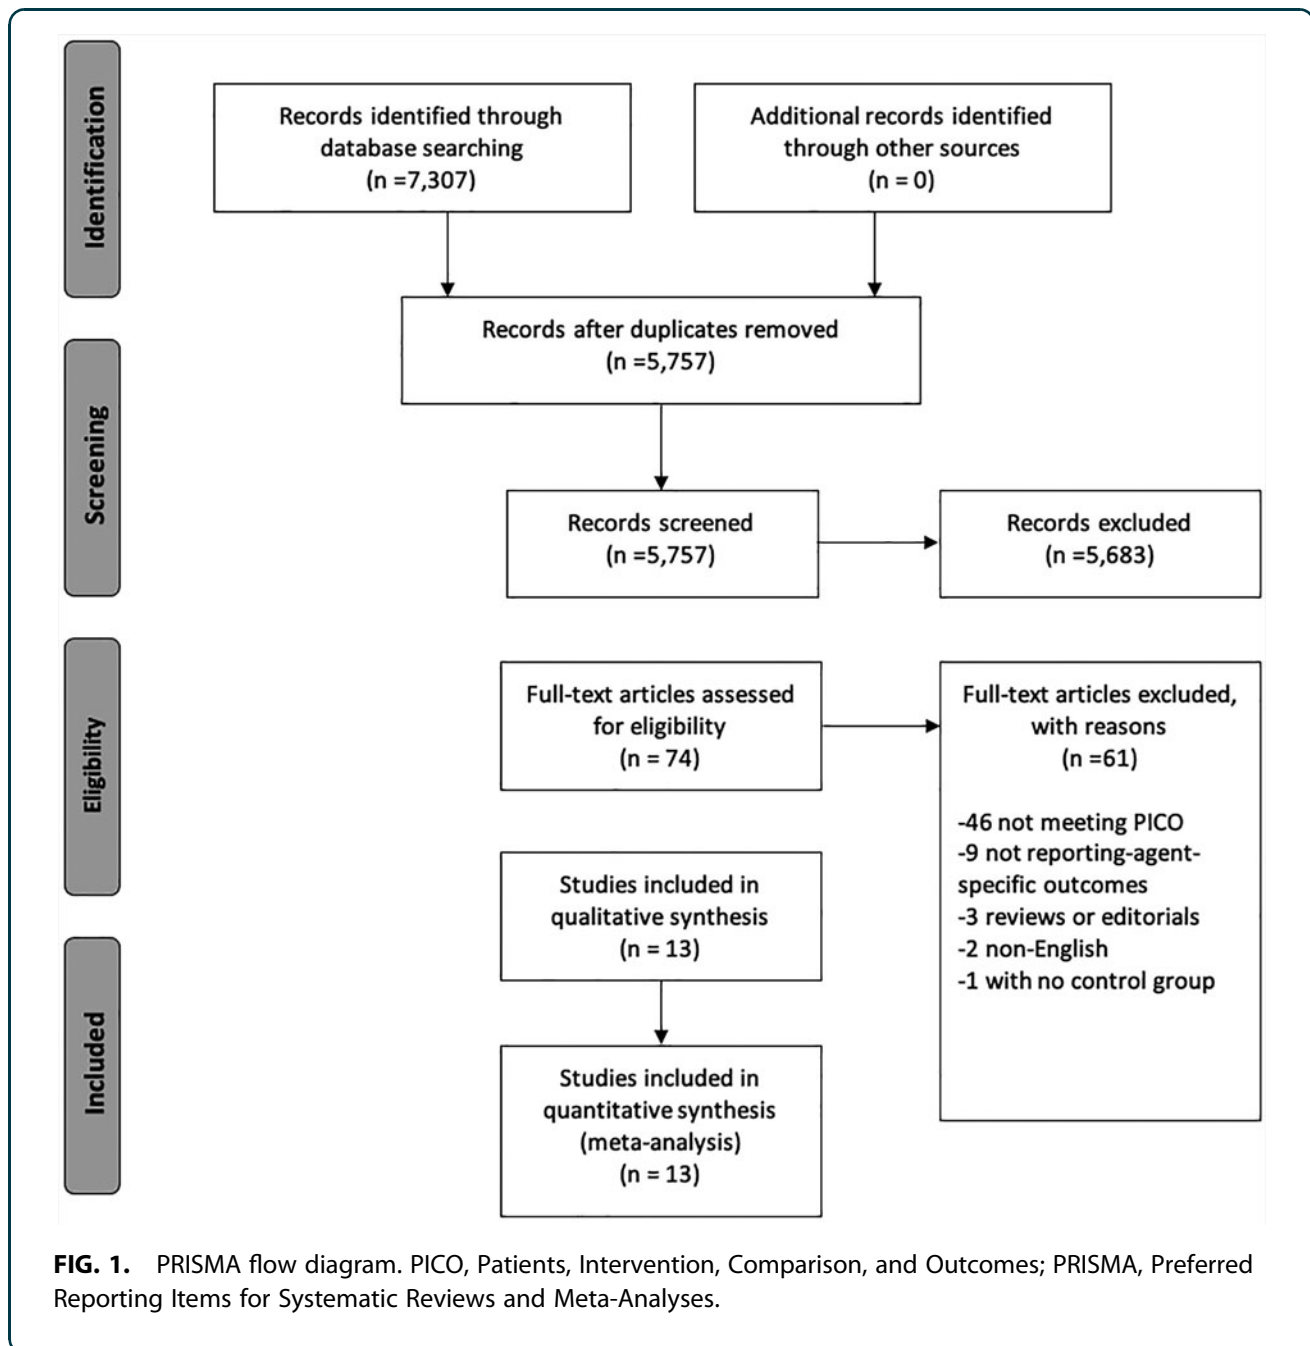 Identification
Records identified through
database searching
(n =7,307)
Additional records identified
through other sources
(n = 0)
Records after duplicates removed
(n =5,757)
Screening
Records screened
(n =5,757)
Records excluded
(n =5,683)
Eligibility
Full-text articles assessed
for eligibility
(n = 74)
Full-text articles excluded,
with reasons
(n =61)
-46 not meeting PICO
-9 not reporting-agent-
specific outcomes
-3 reviews or editorials
-2 non-English
-1 with no control group
Studies included in
qualitative synthesis
(n = 13)
Included
Studies included in
quantitative synthesis
(meta-analysis)
(n = 13)
FIG. 1. PRISMA flow diagram. PICO, Patients, Intervention, Comparison, and Outcomes; PRISMA, Preferred
Reporting Items for Systematic Reviews and Meta-Analyses.